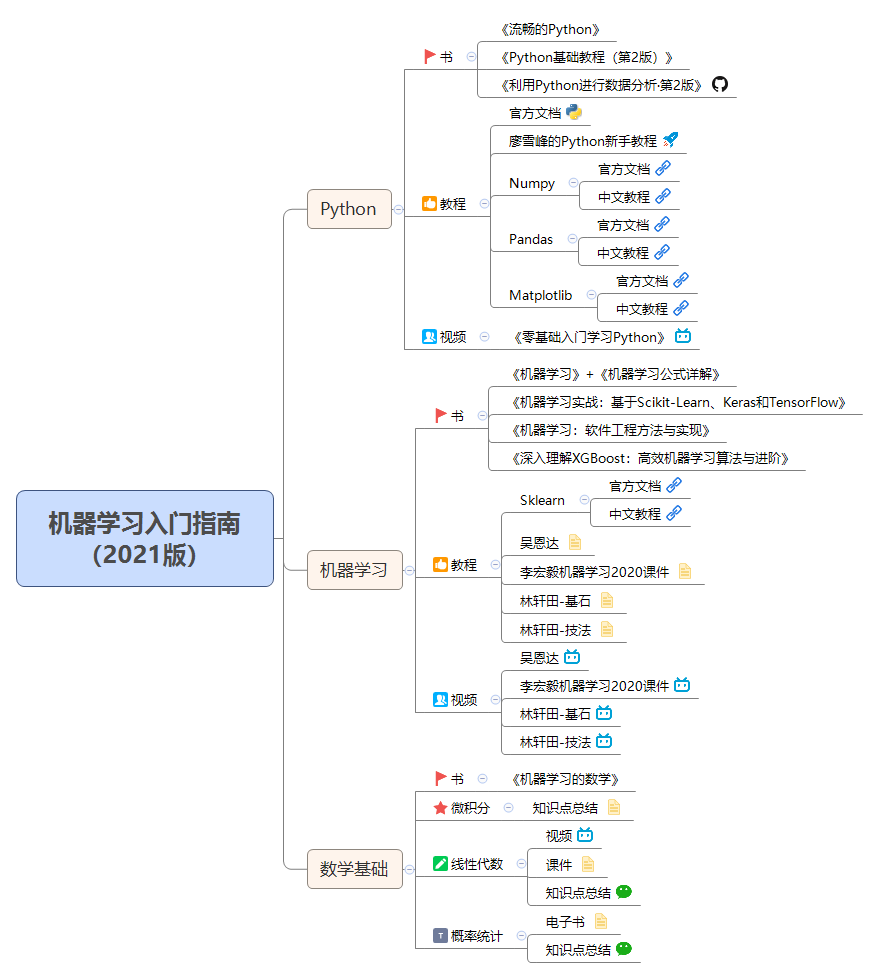 机器学习入门指南
（2021版）
Python
书
《流畅的Python》
《Python基础教程（第2版）》
《利用Python进行数据分析·第2版》
教程
官方文档
廖雪峰的Python新手教程
Numpy
官方文档
中文教程
Pandas
官方文档
中文教程
Matplotlib
官方文档
中文教程
视频
《零基础入门学习Python》
机器学习
书
《机器学习》+《机器学习公式详解》
《机器学习实战：基于Scikit-Learn、Keras和TensorFlow》
《机器学习：软件工程方法与实现》
《深入理解XGBoost：高效机器学习算法与进阶》
教程
Sklearn
官方文档
中文教程
吴恩达
李宏毅机器学习2020课件
林轩田-基石
林轩田-技法
视频
吴恩达
李宏毅机器学习2020课件
林轩田-基石
林轩田-技法
数学基础
书
《机器学习的数学》
微积分
知识点总结
线性代数
视频
课件
知识点总结
T
概率统计
电子书
知识点总结